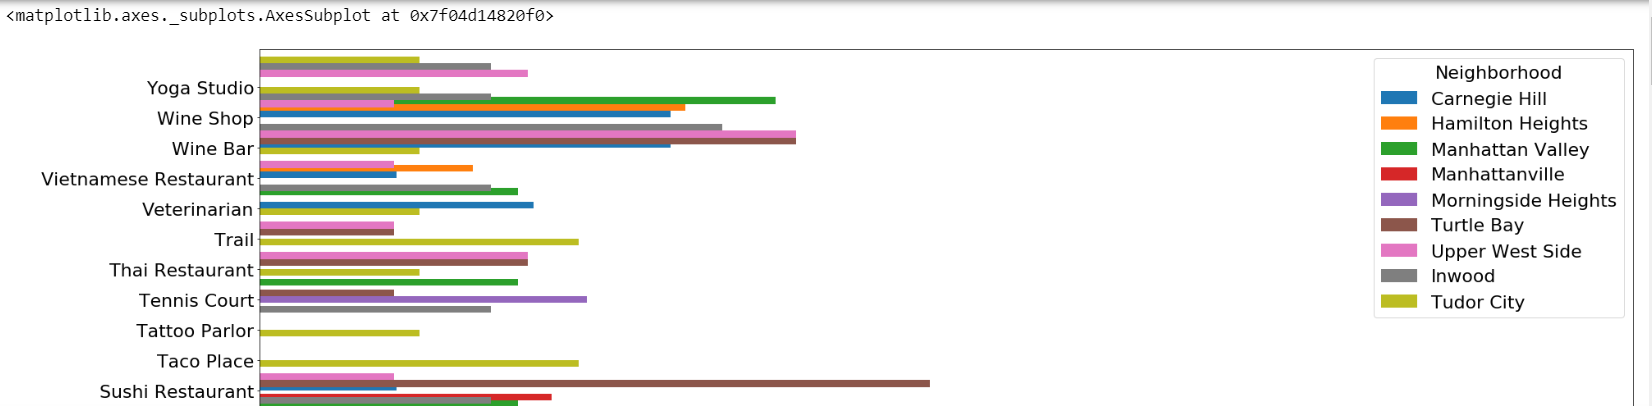 <matplotlib.axes._subplots.AxesSubplot at 0x7f04d14820f0>
Yoga Studio
Wine Shop
Wine Bar
Vietnamese Restaurant
Veterinarian
Trail
Thai Restaurant
Tennis Court
Tattoo Parlor
Taco Place
Sushi Restaurant
Neighborhood
Carnegie Hill
Hamilton Heights
Manhattan Valley
Manhattanville
Morningside Heights
Turtle Bay
Upper West Side
Inwood
Tudor City